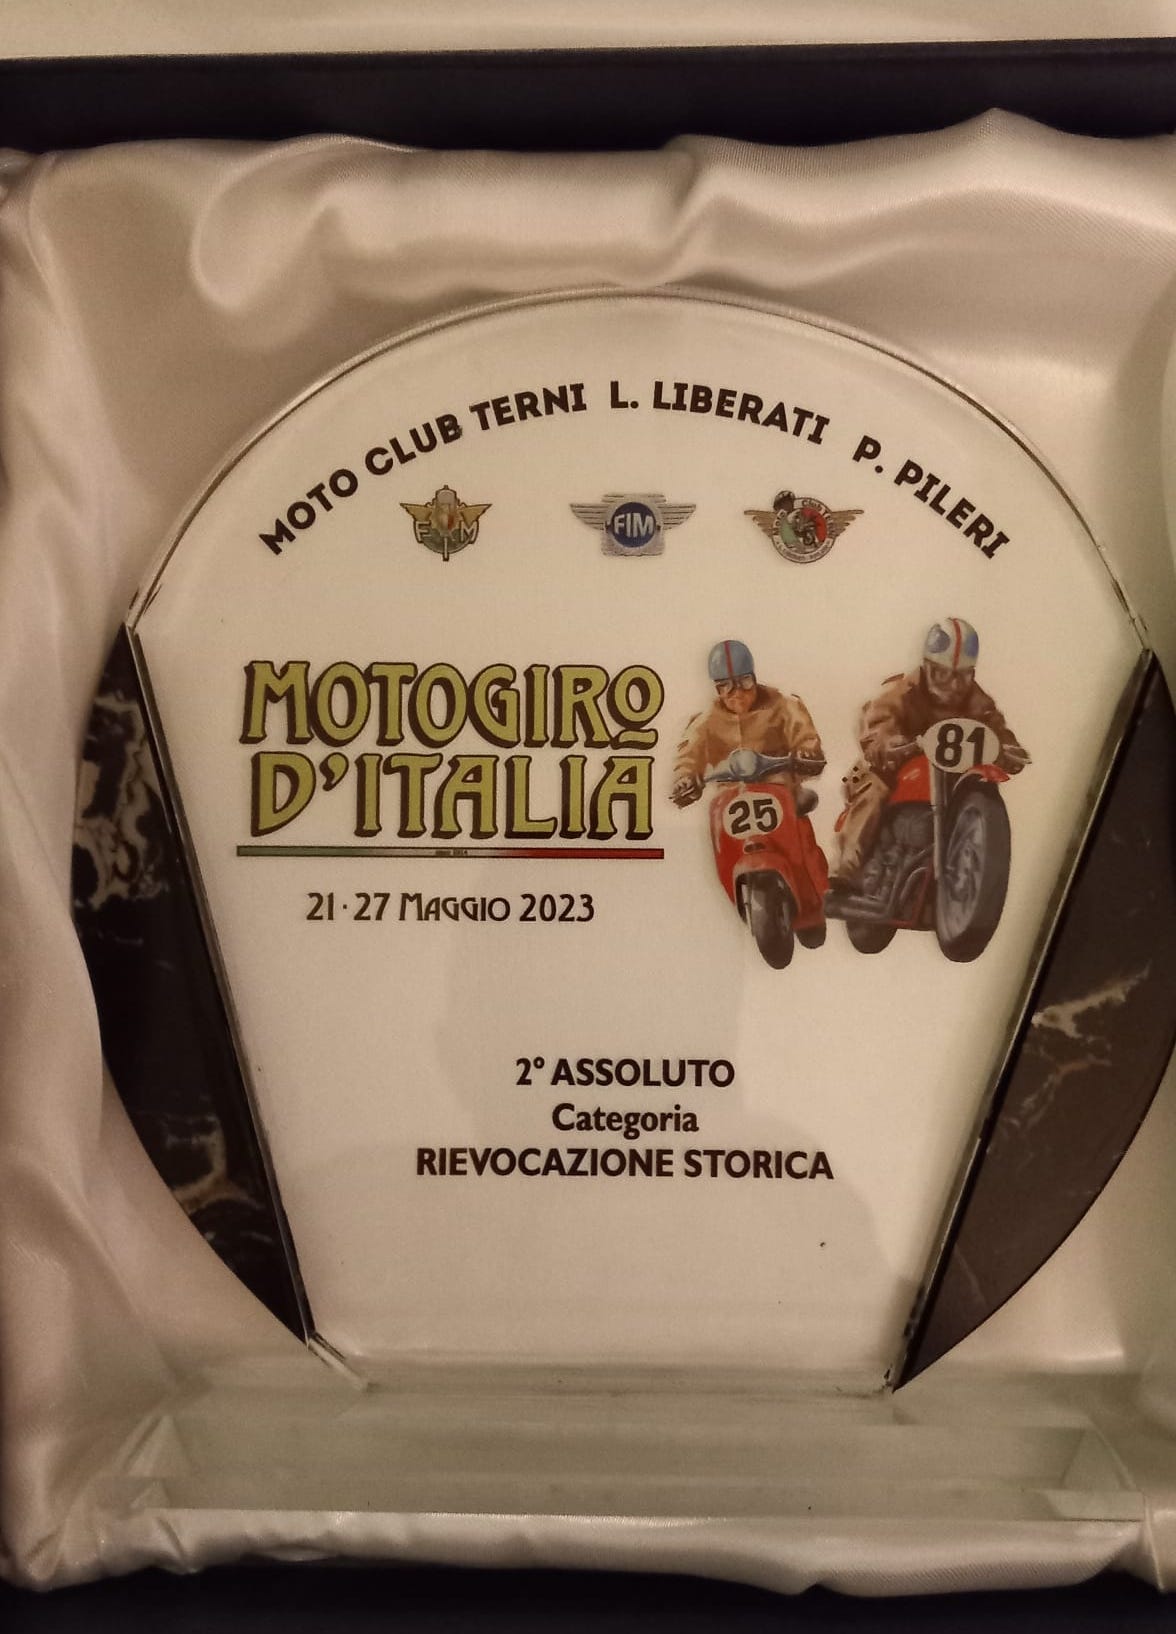 MOTO CLUB TERNI L. LIBERATI P. PILERI
FIM
MOTOGIRO
D'ITALIA
21·27 MAGGIO 2023
25
81
2° ASSOLUTO
Categoria
RIEVOCAZIONE STORICA